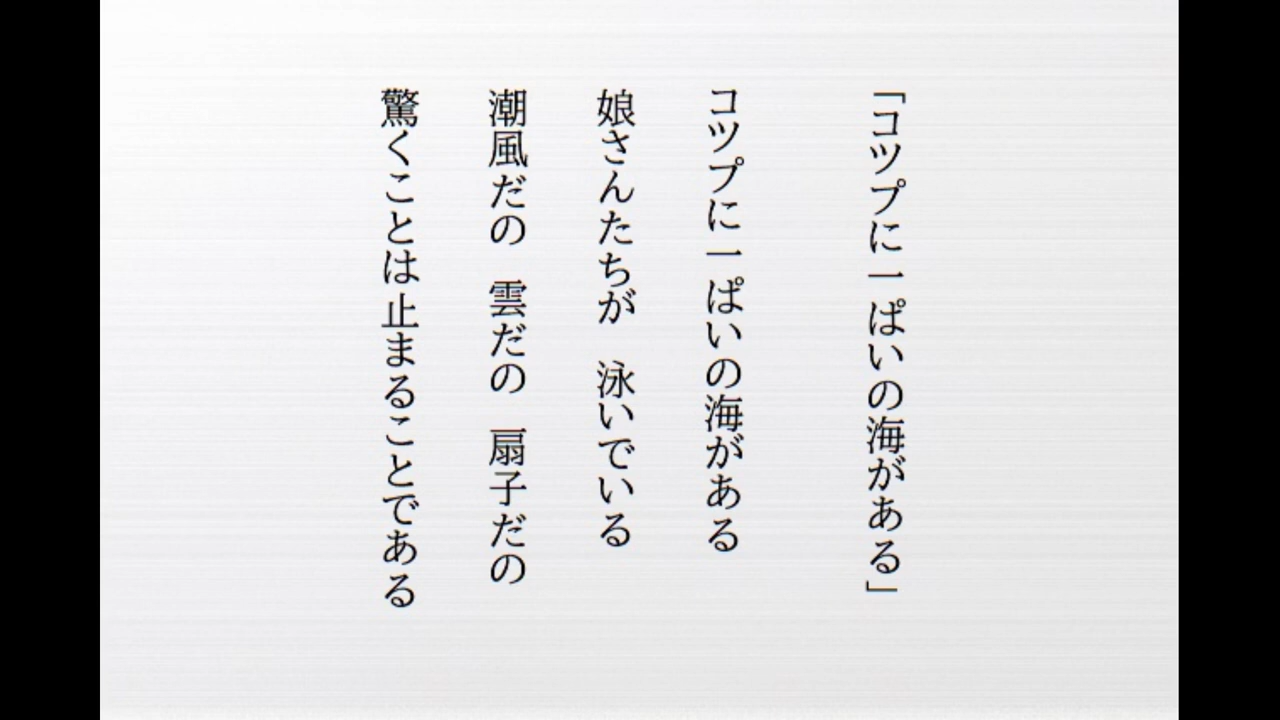 「コツプに一ぱいの海がある」
コツプに一ぱいの海がある
娘さんたちが　泳いでいる
潮風だの　雲だの　扇子だの
驚くことは止まることである